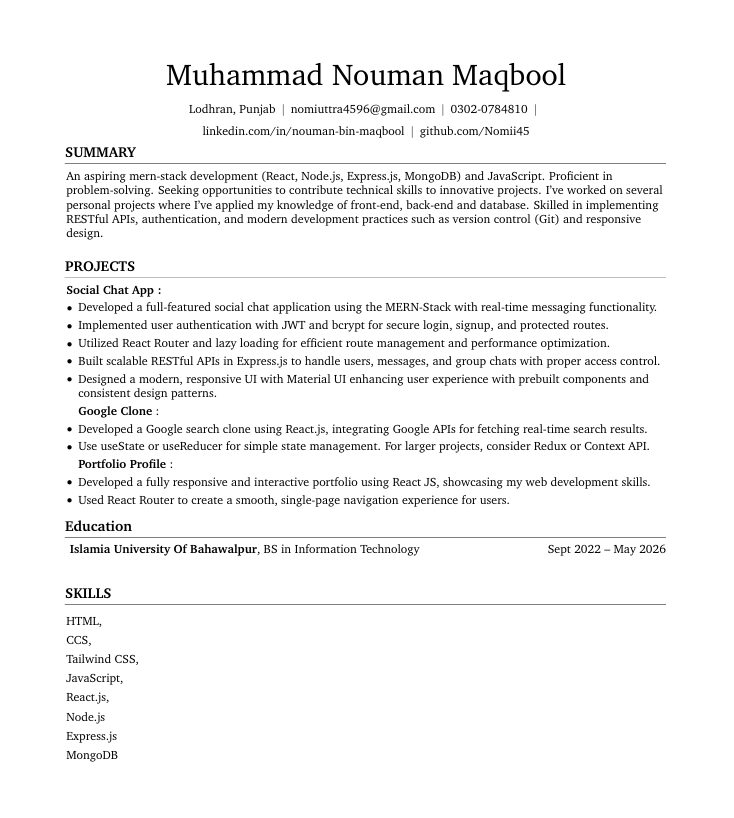 Muhammad Nouman Maqbool
Lodhran, Punjab | nomiuttra4596@gmail.com | 0302-0784810 |
linkedin.com/in/nouman-bin-maqbool | github.com/Nomii45
SUMMARY
An aspiring mern-stack development (React, Node.js, Express.js, MongoDB) and JavaScript. Proficient in
problem-solving. Seeking opportunities to contribute technical skills to innovative projects. I've worked on several
personal projects where I've applied my knowledge of front-end, back-end and database. Skilled in implementing
RESTful APIs, authentication, and modern development practices such as version control (Git) and responsive
design.
PROJECTS
Social Chat App :
• Developed a full-featured social chat application using the MERN-Stack with real-time messaging functionality.
• Implemented user authentication with JWT and bcrypt for secure login, signup, and protected routes.
• Utilized React Router and lazy loading for efficient route management and performance optimization.
• Built scalable RESTful APIs in Express.js to handle users, messages, and group chats with proper access control.
• Designed a modern, responsive UI with Material UI enhancing user experience with prebuilt components and
consistent design patterns.
Google Clone :
• Developed a Google search clone using React.js, integrating Google APIs for fetching real-time search results.
• Use useState or useReducer for simple state management. For larger projects, consider Redux or Context API.
Portfolio Profile :
• Developed a fully responsive and interactive portfolio using React JS, showcasing my web development skills.
• Used React Router to create a smooth, single-page navigation experience for users.
Education
Islamia University Of Bahawalpur, BS in Information Technology Sept 2022 – May 2026
SKILLS
HTML,
CCS,
Tailwind CSS,
JavaScript,
React.js,
Node.js
Express.js
MongoDB